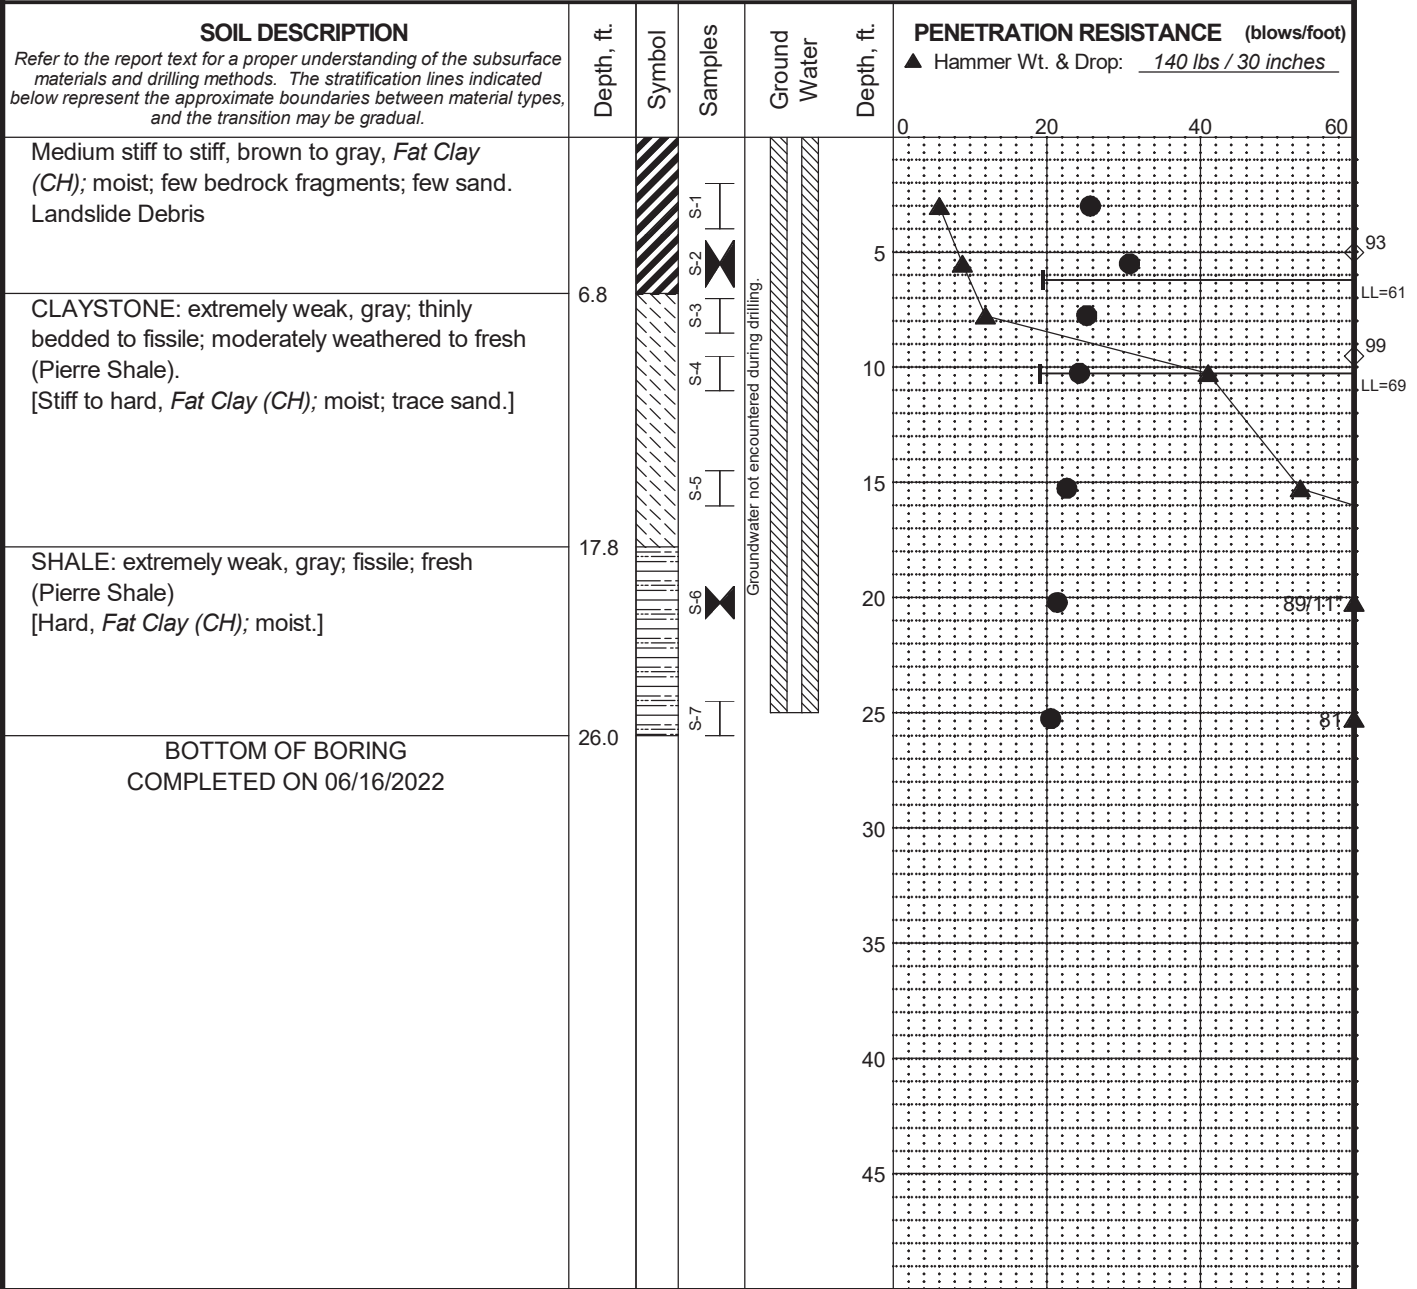 SOIL DESCRIPTION
Refer to the report text for a proper understanding of the subsurface
materials and drilling methods. The stratification lines indicated
below represent the approximate boundaries between material types,
and the transition may be gradual.
Depth, ft.
Symbol
Samples
Ground
Water
Depth, ft.
PENETRATION RESISTANCE (blows/foot)
▲ Hammer Wt. & Drop: 140 lbs / 30 inches
0 20 40 60
Medium stiff to stiff, brown to gray, Fat Clay
(CH); moist; few bedrock fragments; few sand.
Landslide Debris
6.8
CLAYSTONE: extremely weak, gray; thinly
bedded to fissile; moderately weathered to fresh
(Pierre Shale).
[Stiff to hard, Fat Clay (CH); moist; trace sand.]
17.8
SHALE: extremely weak, gray; fissile; fresh
(Pierre Shale)
[Hard, Fat Clay (CH); moist.]
26.0
BOTTOM OF BORING
COMPLETED ON 06/16/2022
S-1
S-2
S-3
S-4
S-5
S-6
S-7
Groundwater not encountered during drilling.
5
10
15
20
25
30
35
40
45
93
LL=61
99
LL=69
89/11"
81